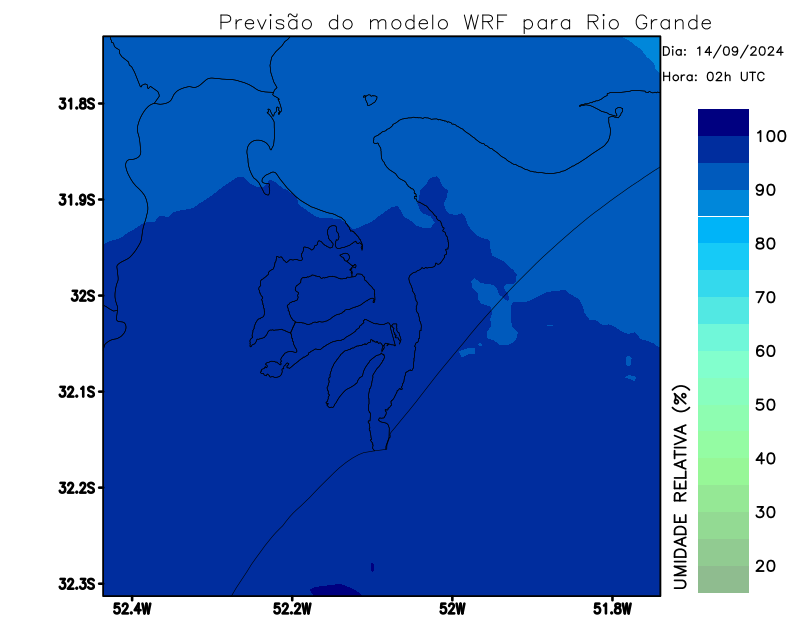 Previsão do modelo WRF para Rio Grande
Dia: 14/09/2024
Hora: 02h UTC
31.8S
31.9S
32S
32.1S
32.2S
32.3S
52.4W
52.2W
52W
51.8W
UMIDADE RELATIVA (%)
100
90
80
70
60
50
40
30
20